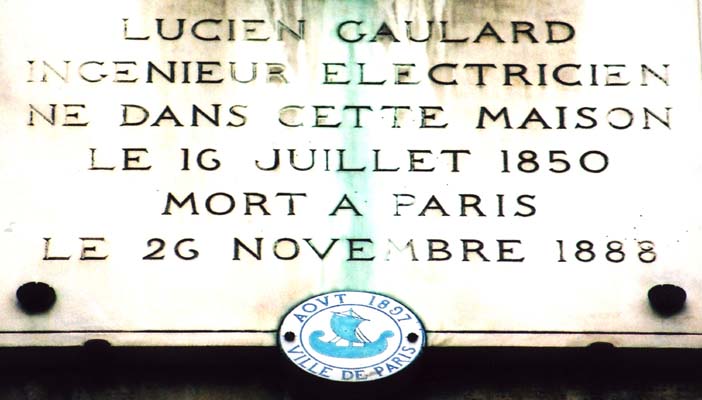 LUCIEN GAULARD
INGENIEUR ELECTRICIEN
NE DANS CETTE MAISON
LE 16 JUILLET 1850
MORT A PARIS
LE 26 NOVEMBRE 1888
AOVT 1897
VILLE DE PARIS